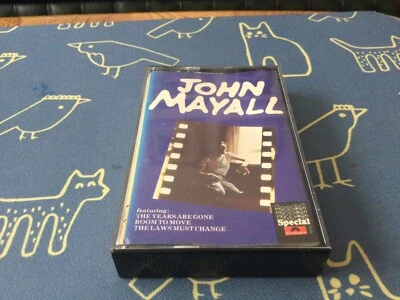 JOHN
MAYALL
featuring:
THE YEARS ARE GONE
ROOM TO MOVE
THE LAWS MUST CHANGE
Special